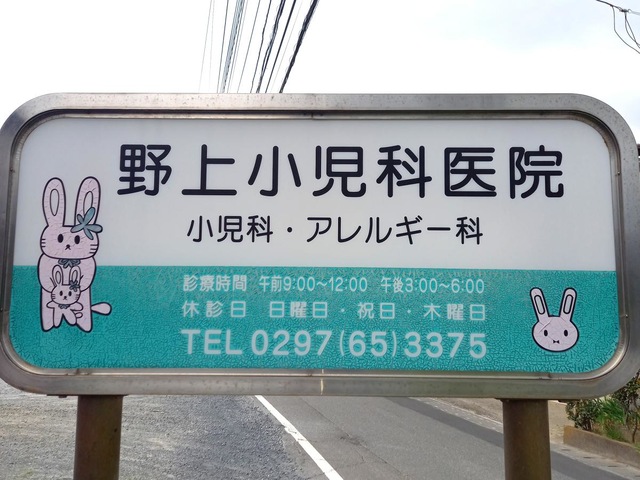 野上小児科医院
小児科・アレルギー科
診療時間 午前9:00〜12:00 午後3:00〜6:00
休診日 日曜日・祝日・木曜日
TEL 0297(65)3375